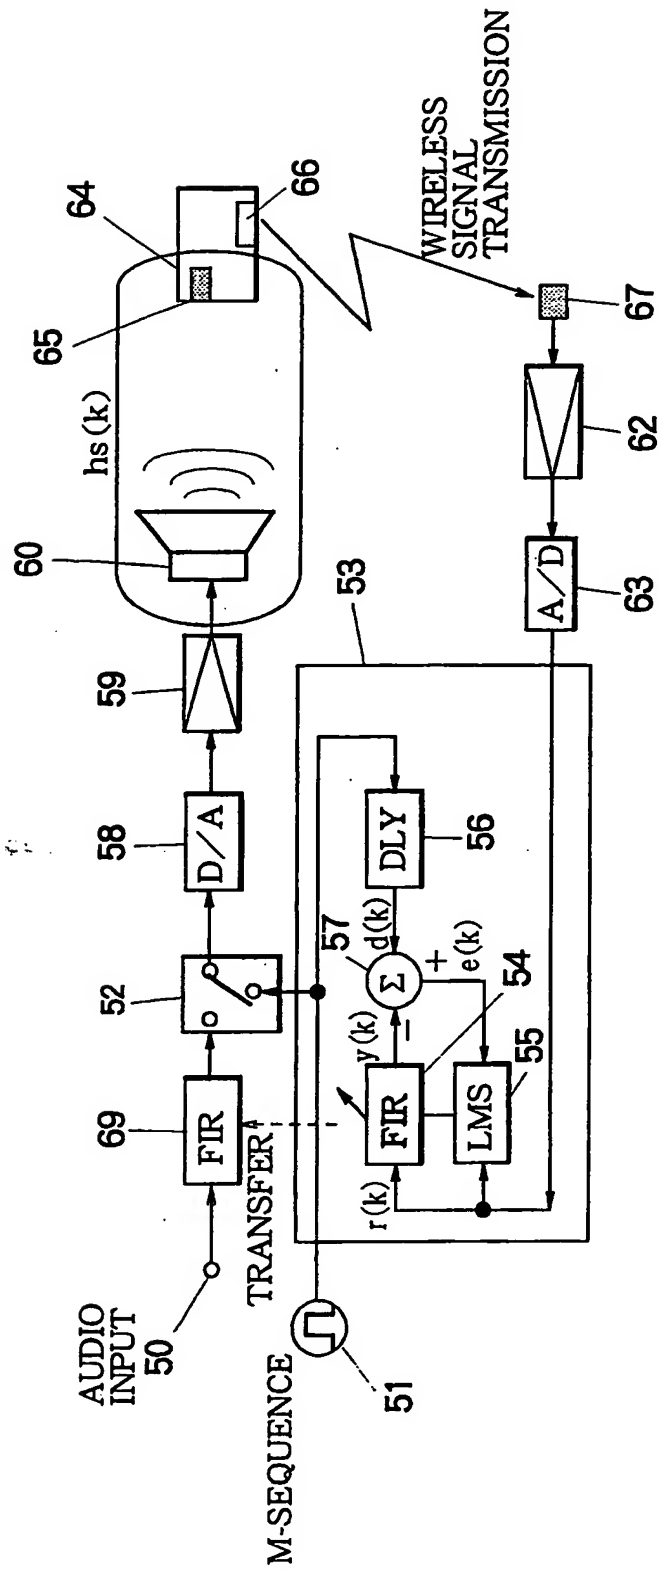 AUDIO
INPUT
50
69
FIR
TRANSFER
52
58
D/A
59
60
hs(k)
65
64
66
WIRELESS
SIGNAL
TRANSMISSION
67
62
A/D
63
53
M-SEQUENCE
51
r(k)
FIR
54
y(k)
−
57
Σ
d(k)
+
e(k)
DLY
56
LMS
55